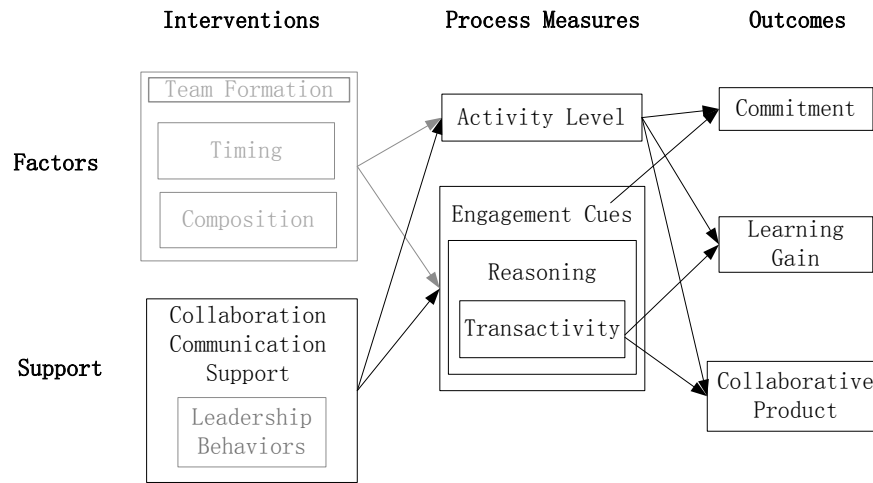 Interventions
Process Measures
Outcomes
Factors
Team Formation
Timing
Composition
Support
Collaboration
Communication
Support
Leadership
Behaviors
Activity Level
Engagement Cues
Reasoning
Transactivity
Commitment
Learning
Gain
Collaborative
Product